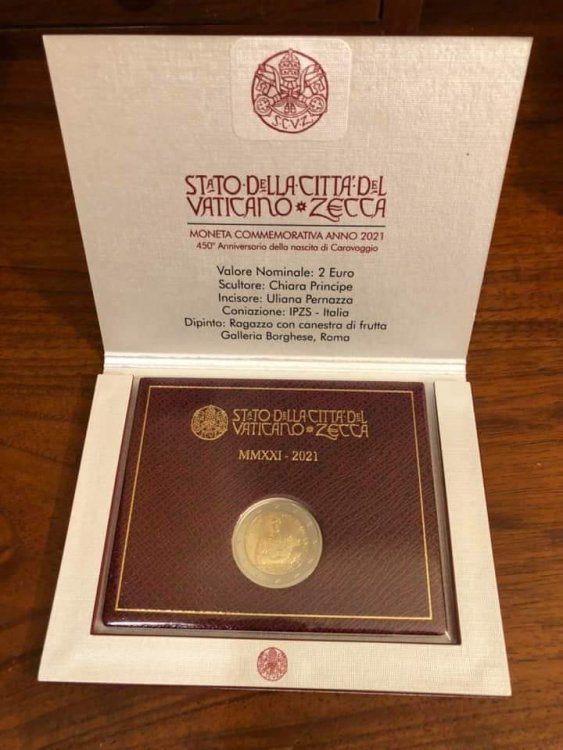 S.C.V.Z.
STATO·DELLA·CITTÀ·DEL
VATICANO ZECCA
MONETA COMMEMORATIVA ANNO 2021
450° Anniversario della nascita di Caravaggio
Valore Nominale: 2 Euro
Scultore: Chiara Principe
Incisore: Uliana Pernazza
Coniazione: IPZS - Italia
Dipinto: Ragazzo con canestra di frutta
Galleria Borghese, Roma
STATO DELLA CITTÀ·DEL
VATICANO ZECCA
MMXXI - 2021